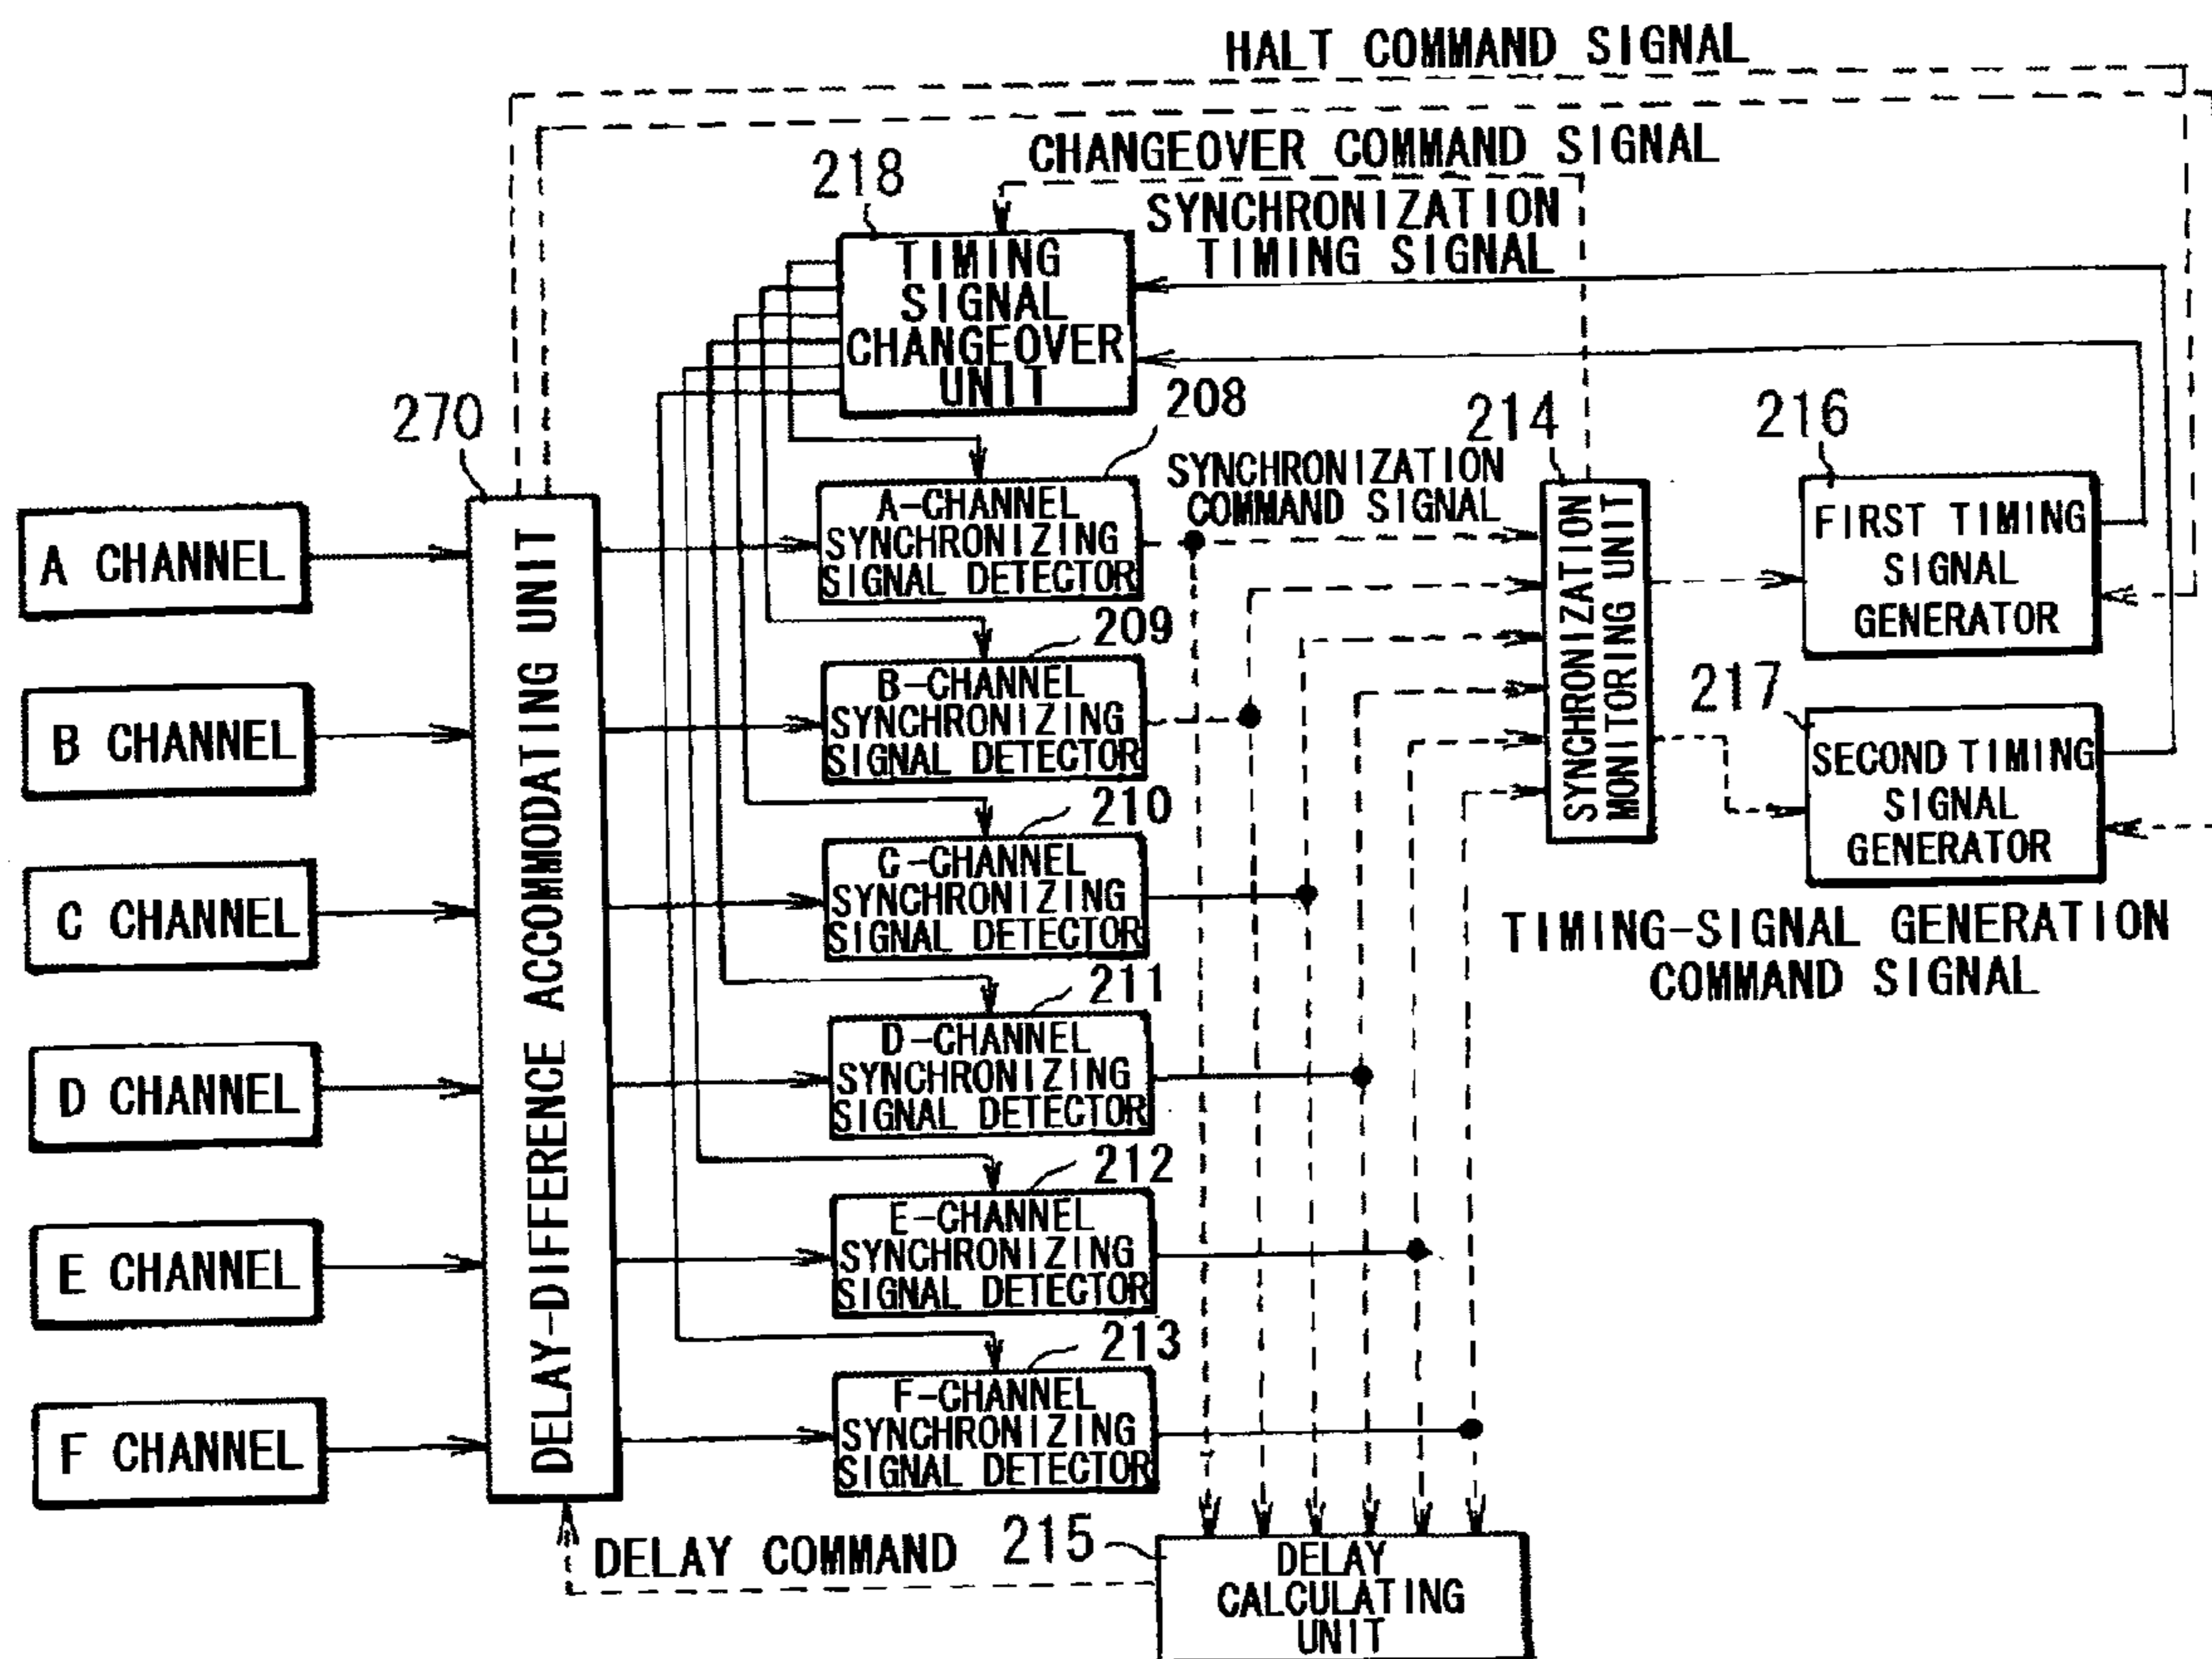 HALT COMMAND SIGNAL
CHANGEOVER COMMAND SIGNAL
218
SYNCHRONIZATION
TIMING SIGNAL
TIMING
SIGNAL
CHANGEOVER
UNIT
270
208
214
216
SYNCHRONIZATION
COMMAND SIGNAL
A CHANNEL
B CHANNEL
C CHANNEL
D CHANNEL
E CHANNEL
F CHANNEL
DELAY-DIFFERENCE ACCOMMODATING UNIT
A-CHANNEL
SYNCHRONIZING
SIGNAL DETECTOR
209
B-CHANNEL
SYNCHRONIZING
SIGNAL DETECTOR
210
C-CHANNEL
SYNCHRONIZING
SIGNAL DETECTOR
211
D-CHANNEL
SYNCHRONIZING
SIGNAL DETECTOR
212
E-CHANNEL
SYNCHRONIZING
SIGNAL DETECTOR
213
F-CHANNEL
SYNCHRONIZING
SIGNAL DETECTOR
SYNCHRONIZATION
MONITORING UNIT
FIRST TIMING
SIGNAL
GENERATOR
217
SECOND TIMING
SIGNAL
GENERATOR
TIMING-SIGNAL GENERATION
COMMAND SIGNAL
DELAY COMMAND
215
DELAY
CALCULATING
UNIT